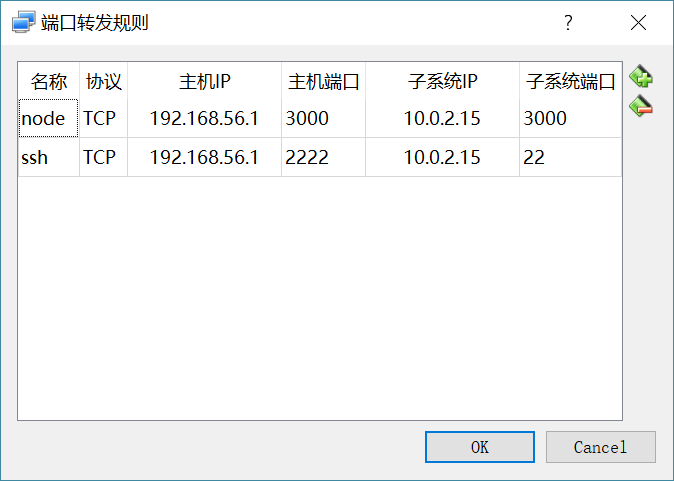 端口转发规则
名称 协议 主机IP 主机端口 子系统IP 子系统端口
node TCP 192.168.56.1 3000 10.0.2.15 3000
ssh TCP 192.168.56.1 2222 10.0.2.15 22
OK Cancel